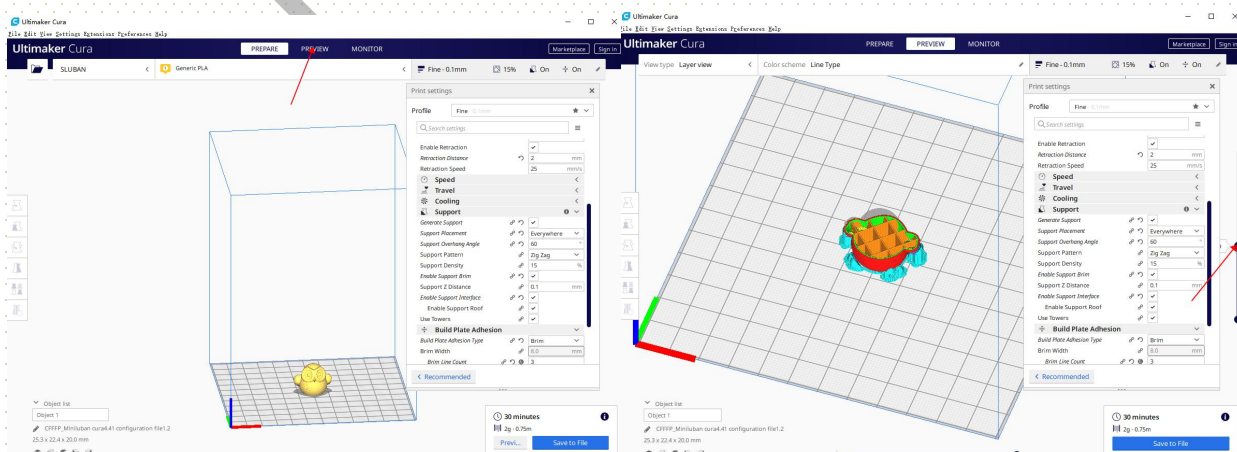 Ultimaker Cura
File Edit View Settings Extensions Preferences Help
Ultimaker Cura
PREPARE
PREVIEW
MONITOR
Marketplace
Sign in
SLUBAN
Generic PLA
Fine - 0.1mm
15%
On
On
Print settings
Profile
Fine 0.1mm
Search settings
Enable Retraction
Retraction Distance 2 mm
Retraction Speed 25 mm/s
Speed
Travel
Cooling
Support
Generate Support
Support Placement Everywhere
Support Overhang Angle 60 °
Support Pattern Zig Zag
Support Density 15 %
Enable Support Brim
Support Z Distance 0.1 mm
Enable Support Interface
Enable Support Roof
Use Towers
Build Plate Adhesion
Build Plate Adhesion Type Brim
Brim Width 8.0 mm
Brim Line Count 3
Recommended
Object list
Object 1
CFFFP_Miniluban cura4.41 configuration file1.2
25.3 x 22.4 x 20.0 mm
30 minutes
2g · 0.75m
Previ...
Save to File
Ultimaker Cura
File Edit View Settings Extensions Preferences Help
Ultimaker Cura
PREPARE
PREVIEW
MONITOR
Marketplace
Sign in
View type Layer view
Color scheme Line Type
Fine - 0.1mm
15%
On
On
Print settings
Profile
Fine 0.1mm
Search settings
Enable Retraction
Retraction Distance 2 mm
Retraction Speed 25 mm/s
Speed
Travel
Cooling
Support
Generate Support
Support Placement Everywhere
Support Overhang Angle 60 °
Support Pattern Zig Zag
Support Density 15 %
Enable Support Brim
Support Z Distance 0.1 mm
Enable Support Interface
Enable Support Roof
Use Towers
Build Plate Adhesion
Build Plate Adhesion Type Brim
Brim Width 8.0 mm
Brim Line Count 3
Recommended
Object list
Object 1
CFFFP_Miniluban cura4.41 configuration file1.2
25.3 x 22.4 x 20.0 mm
30 minutes
2g · 0.75m
Save to File